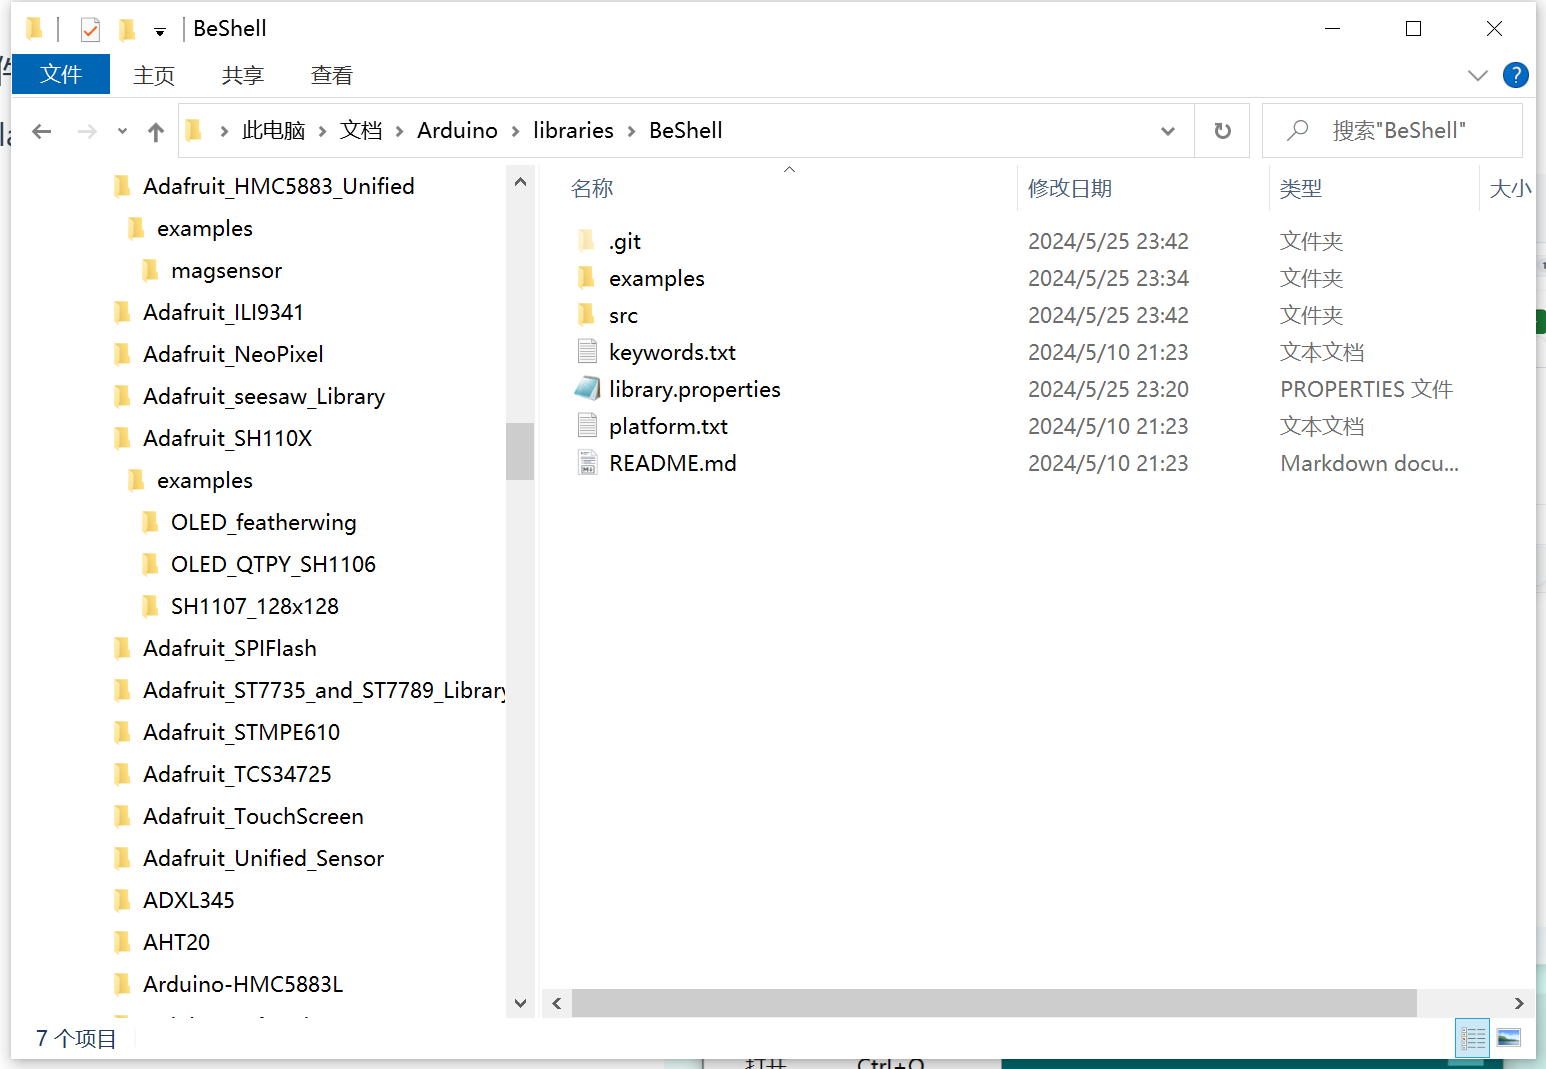 BeShell
文件 主页 共享 查看
此电脑 文档 Arduino libraries BeShell 搜索"BeShell"
Adafruit_HMC5883_Unified
examples
magsensor
Adafruit_ILI9341
Adafruit_NeoPixel
Adafruit_seesaw_Library
Adafruit_SH110X
examples
OLED_featherwing
OLED_QTPY_SH1106
SH1107_128x128
Adafruit_SPIFlash
Adafruit_ST7735_and_ST7789_Library
Adafruit_STMPE610
Adafruit_TCS34725
Adafruit_TouchScreen
Adafruit_Unified_Sensor
ADXL345
AHT20
Arduino-HMC5883L
名称 修改日期 类型 大小
.git 2024/5/25 23:42 文件夹
examples 2024/5/25 23:34 文件夹
src 2024/5/25 23:42 文件夹
keywords.txt 2024/5/10 21:23 文本文档
library.properties 2024/5/25 23:20 PROPERTIES 文件
platform.txt 2024/5/10 21:23 文本文档
README.md 2024/5/10 21:23 Markdown docu...
7 个项目
打开 Ctrl+O